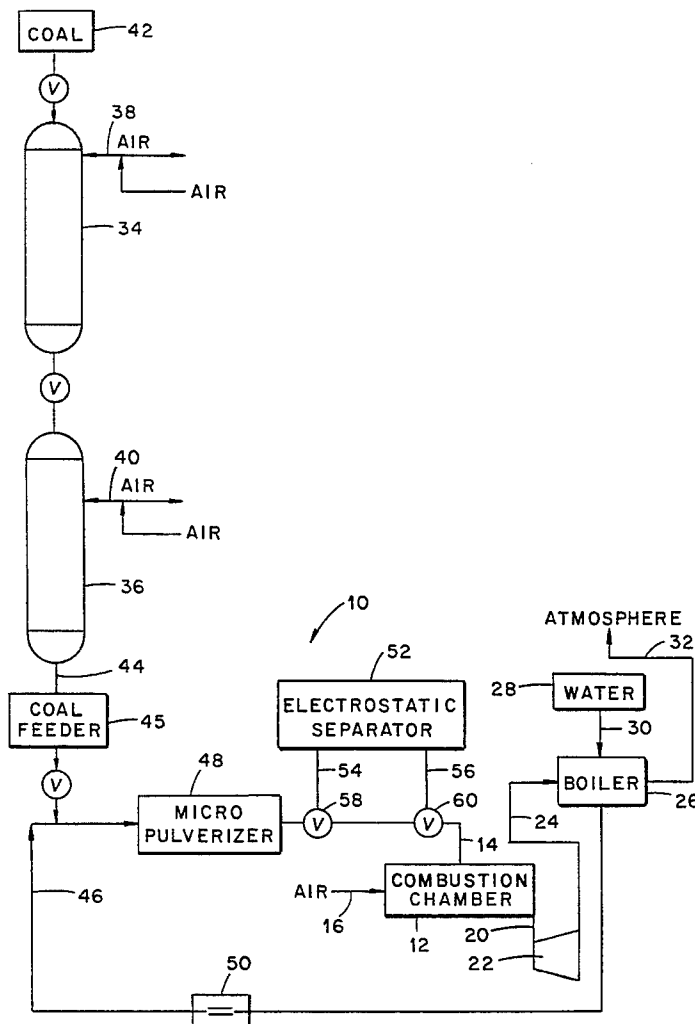 COAL 42
V
38
AIR
AIR
34
V
40
AIR
AIR
36
10
ATMOSPHERE
32
44
52
28 WATER
ELECTROSTATIC
SEPARATOR
30
COAL
FEEDER 45
54
56
BOILER
26
48
58
60
24
V
MICRO
PULVERIZER
V
V
14
46
AIR
16
COMBUSTION
CHAMBER
12
20
22
50